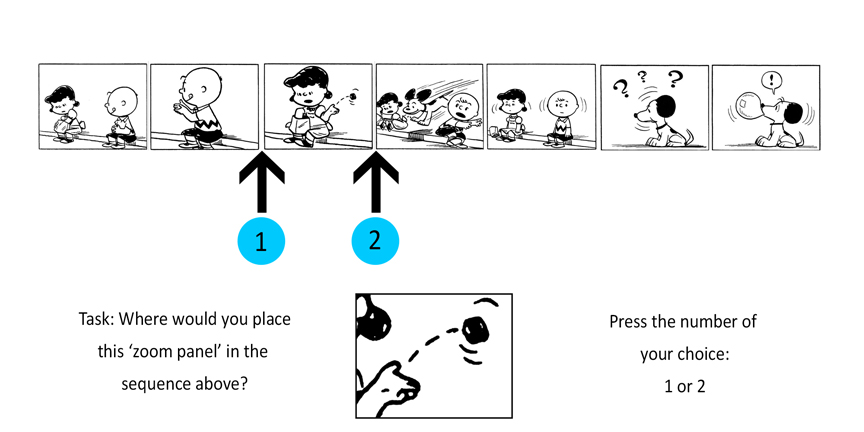 ? ? ?
!
1
2
Task: Where would you place
this ‘zoom panel’ in the
sequence above?
Press the number of
your choice:
1 or 2